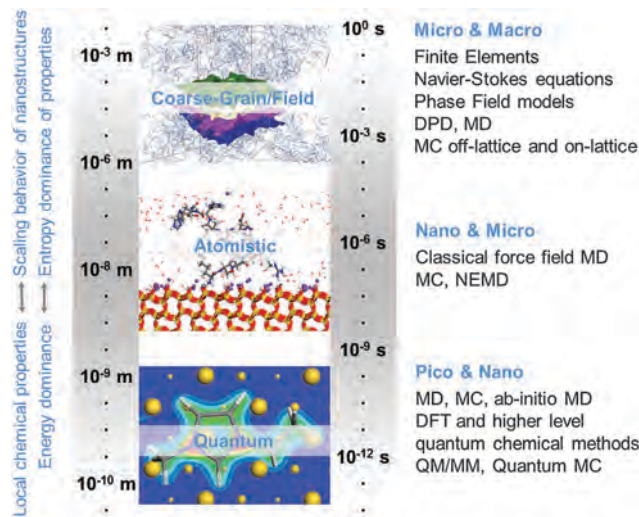 Scaling behavior of nanostructures
Entropy dominance of properties
Local chemical properties
Energy dominance
10⁻³ m
10⁻⁶ m
10⁻⁸ m
10⁻⁹ m
10⁻¹⁰ m
Coarse-Grain/Field
Atomistic
Quantum
10⁰ s
10⁻³ s
10⁻⁶ s
10⁻⁹ s
10⁻¹² s
Micro & Macro
Finite Elements
Navier-Stokes equations
Phase Field models
DPD, MD
MC off-lattice and on-lattice
Nano & Micro
Classical force field MD
MC, NEMD
Pico & Nano
MD, MC, ab-initio MD
DFT and higher level
quantum chemical methods
QM/MM, Quantum MC